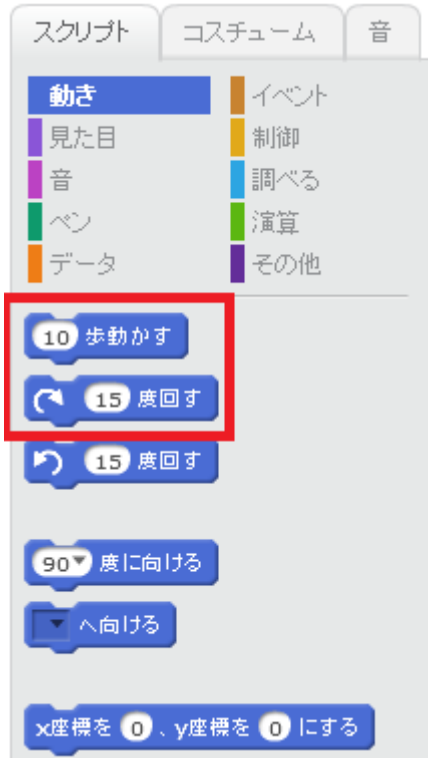 スクリプト コスチューム 音
動き イベント
見た目 制御
音 調べる
ペン 演算
データ その他
10 歩動かす
15 度回す
15 度回す
90 度に向ける
へ向ける
x座標を 0 、y座標を 0 にする